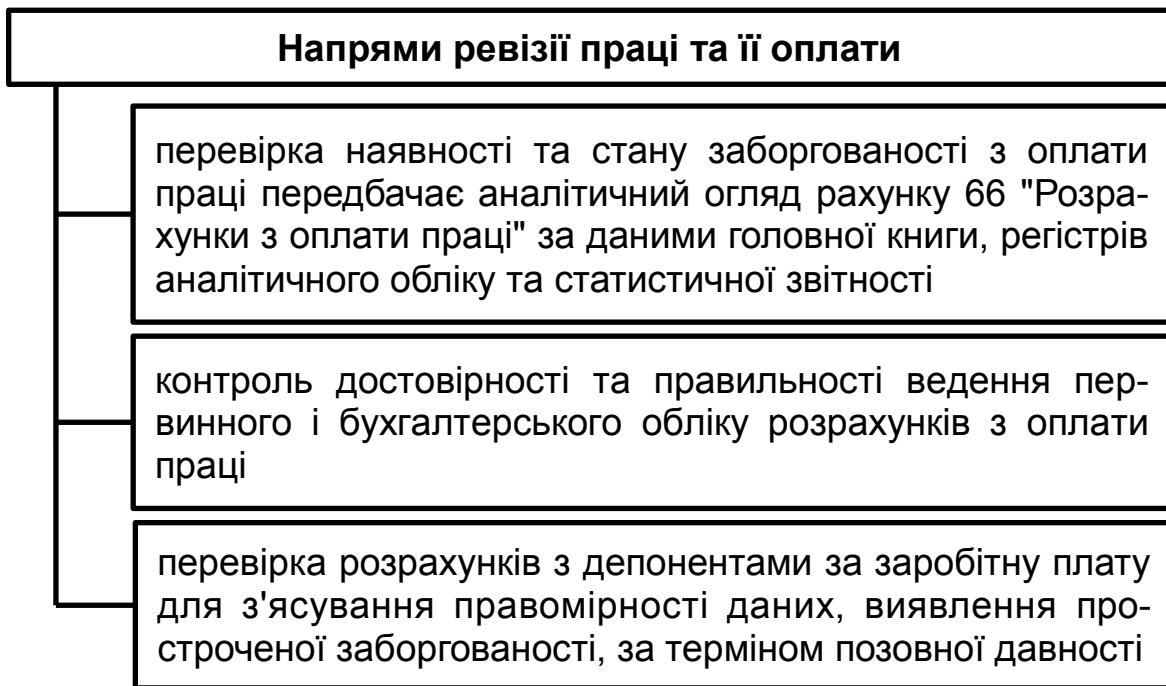 Напрями ревізії праці та її оплати
перевірка наявності та стану заборгованості з оплати
праці передбачає аналітичний огляд рахунку 66 "Розра-
хунки з оплати праці" за даними головної книги, регістрів
аналітичного обліку та статистичної звітності
контроль достовірності та правильності ведення пер-
винного і бухгалтерського обліку розрахунків з оплати
праці
перевірка розрахунків з депонентами за заробітну плату
для з'ясування правомірності даних, виявлення про-
строченої заборгованості, за терміном позовної давності